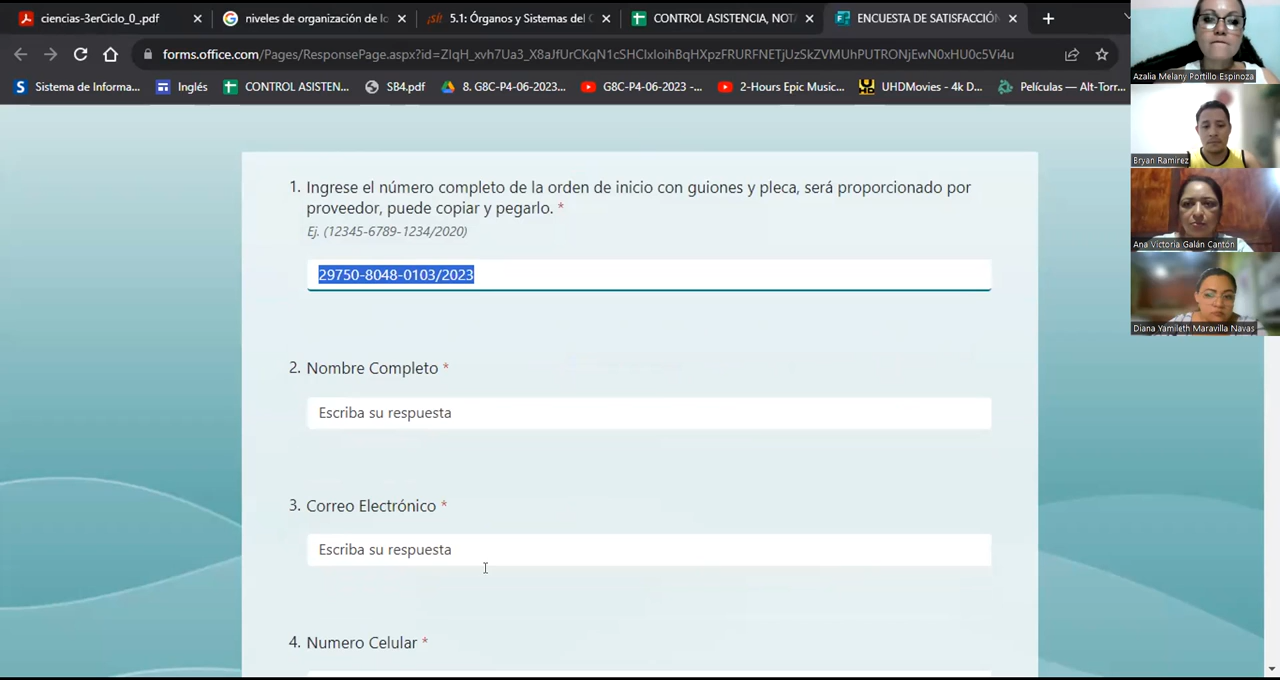 ciencias-3erCiclo_0_.pdf
niveles de organización de lo
5.1: Órganos y Sistemas del C
CONTROL ASISTENCIA, NOTA
ENCUESTA DE SATISFACCIÓN
forms.office.com/Pages/ResponsePage.aspx?id=ZIqH_xvh7Ua3_X8aJfUrCKqN1cSHCIxIoihBqHXpzFRURFNETjUzSkZVMUhPUTRONjEwN0xHU0c5Vi4u
Sistema de Informa...
Inglés
CONTROL ASISTEN...
SB4.pdf
8. G8C-P4-06-2023...
G8C-P4-06-2023 -...
2-Hours Epic Music...
UHDMovies - 4k D...
Películas — Alt-Torr...
1. Ingrese el número completo de la orden de inicio con guiones y pleca, será proporcionado por
proveedor, puede copiar y pegarlo. *
Ej. (12345-6789-1234/2020)
29750-8048-0103/2023
2. Nombre Completo *
Escriba su respuesta
3. Correo Electrónico *
Escriba su respuesta
4. Numero Celular *
Azalia Melany Portillo Espinoza
Bryan Ramirez
Ana Victoria Galán Cantón
Diana Yamileth Maravilla Navas